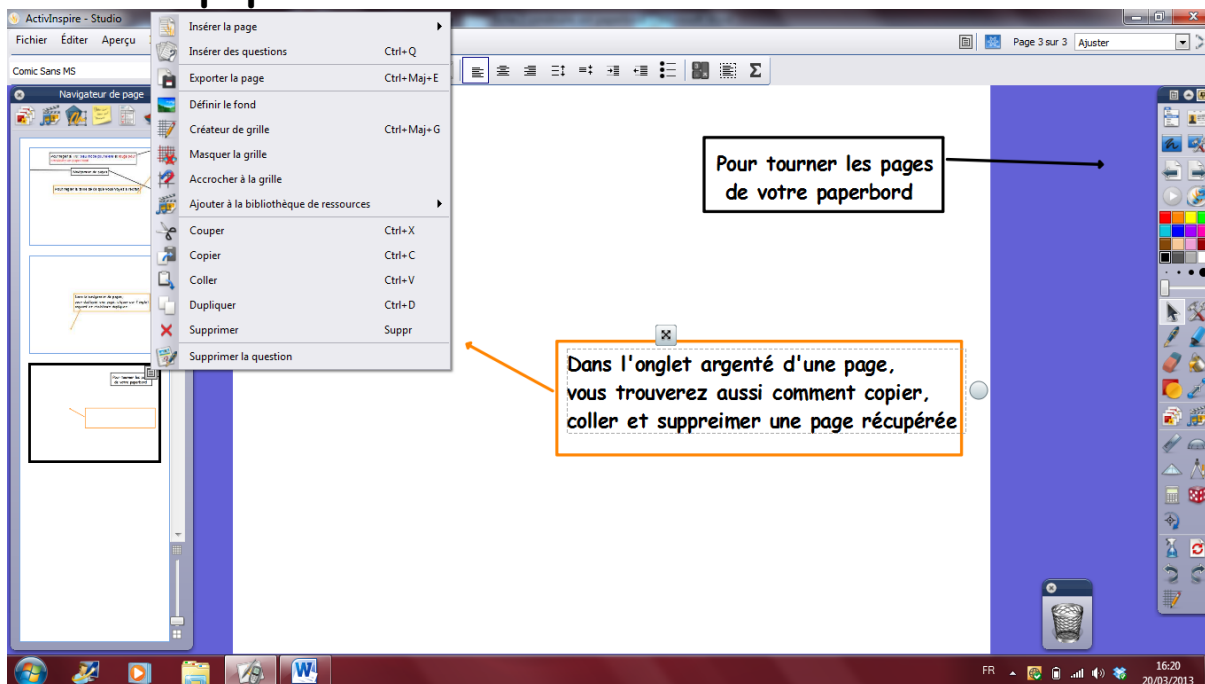 ActivInspire - Studio
Fichier Éditer Aperçu
Page 3 sur 3 Ajuster
Comic Sans MS
Navigateur de page
Insérer la page
Insérer des questions Ctrl+Q
Exporter la page Ctrl+Maj+E
Définir le fond
Créateur de grille Ctrl+Maj+G
Masquer la grille
Accrocher à la grille
Ajouter à la bibliothèque de ressources
Couper Ctrl+X
Copier Ctrl+C
Coller Ctrl+V
Dupliquer Ctrl+D
Supprimer Suppr
Supprimer la question
Pour tourner les pages
de votre paperbord
Dans l'onglet argenté d'une page,
vous trouverez aussi comment copier,
coller et suppreimer une page récupérée
FR
16:20
20/03/2013